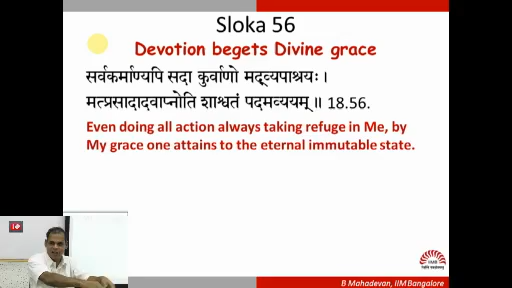 Sloka 56
Devotion begets Divine grace
सर्वकर्माण्यपि सदा कुर्वाणो मद्व्यपाश्रयः ।
मत्प्रसादादवाप्नोति शाश्वतं पदमव्ययम् ॥ 18.56.
Even doing all action always taking refuge in Me, by
My grace one attains to the eternal immutable state.
B Mahadevan, IIM Bangalore